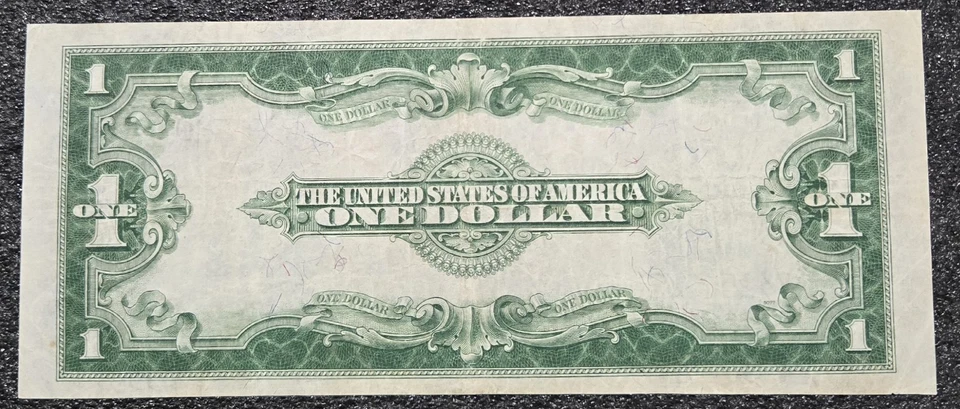 1 1
ONE DOLLAR ONE DOLLAR
1 ONE THE UNITED STATES OF AMERICA 1 ONE
ONE DOLLAR
ONE DOLLAR ONE DOLLAR
1 1